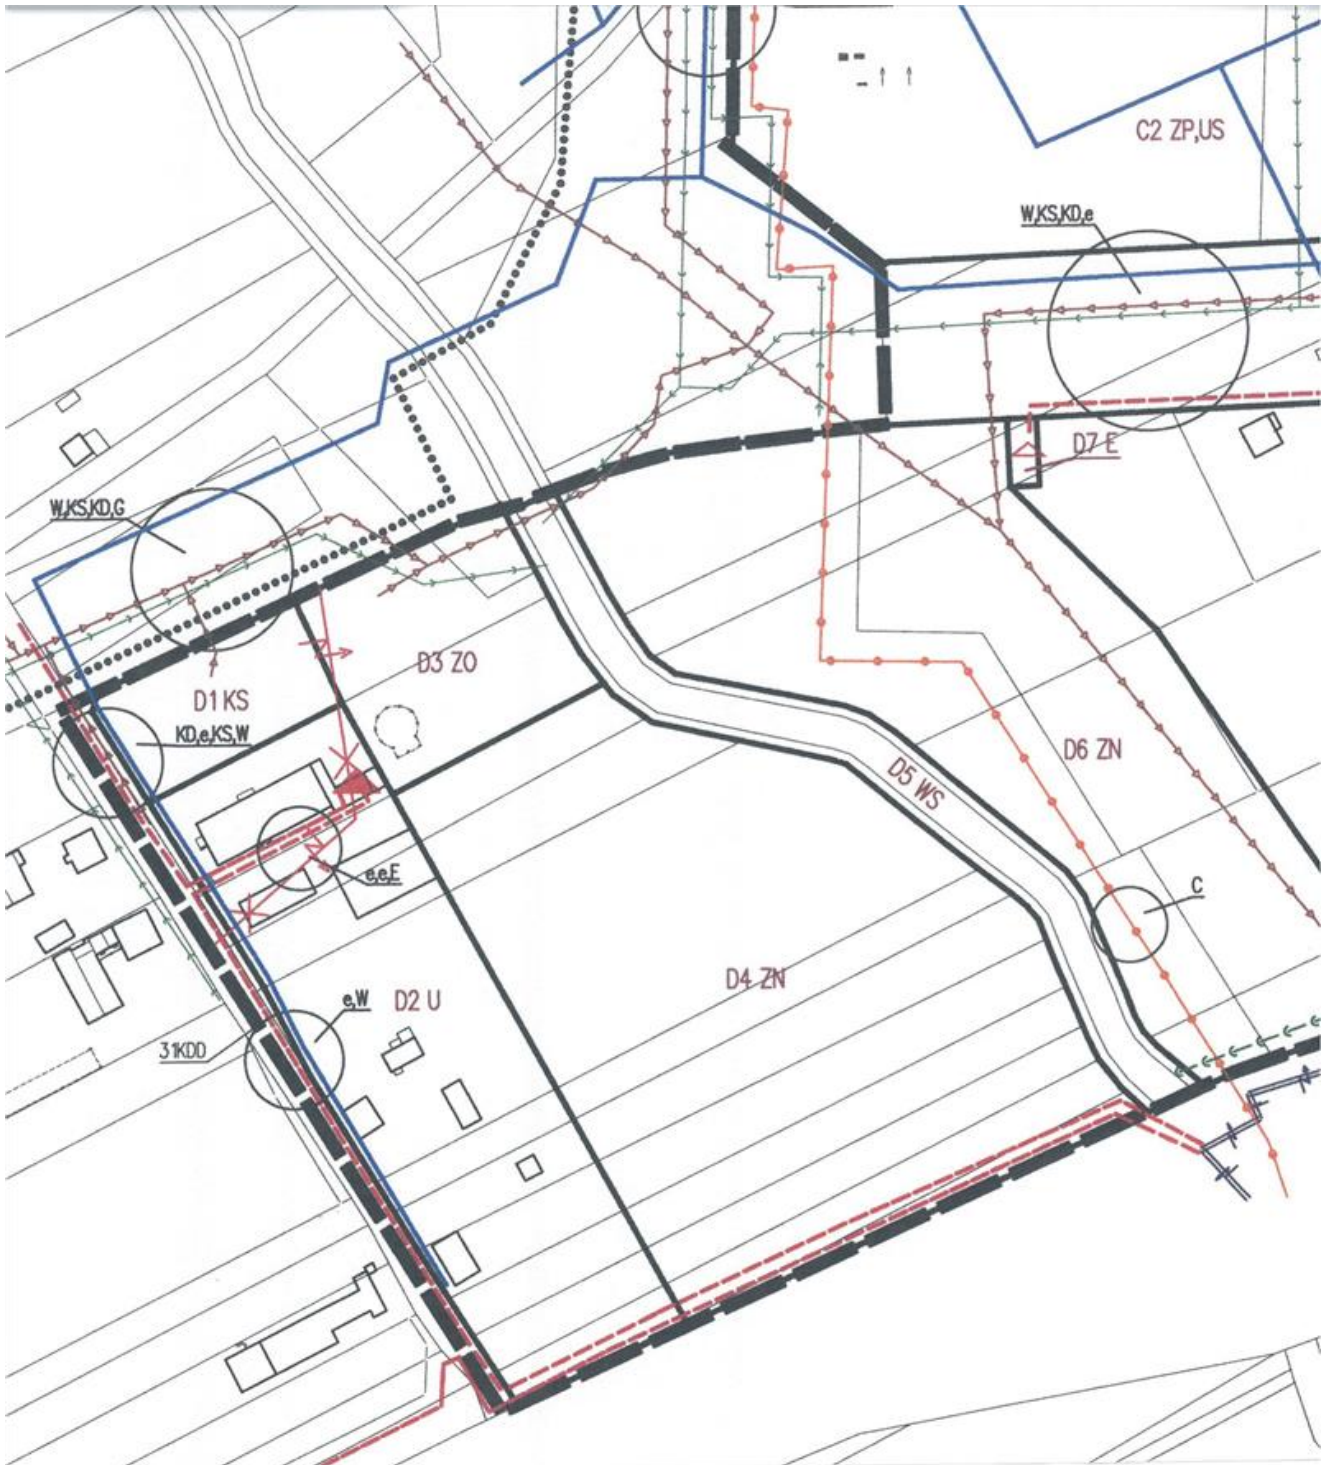 C2 ZP,US
W,KS,KD,e
D7 E
W,KS,KD,G
D3 ZO
D1 KS
KD,e,KS,W
D6 ZN
D5 WS
e,e,E
C
D4 ZN
e,W
D2 U
31KDD